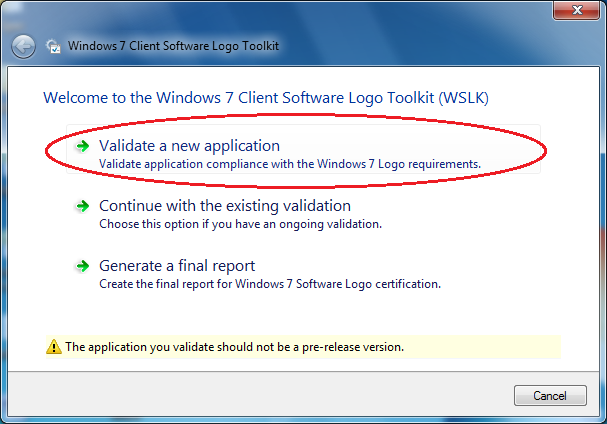 Windows 7 Client Software Logo Toolkit
Welcome to the Windows 7 Client Software Logo Toolkit (WSLK)
Validate a new application
Validate application compliance with the Windows 7 Logo requirements.
Continue with the existing validation
Choose this option if you have an ongoing validation.
Generate a final report
Create the final report for Windows 7 Software Logo certification.
The application you validate should not be a pre-release version.
Cancel